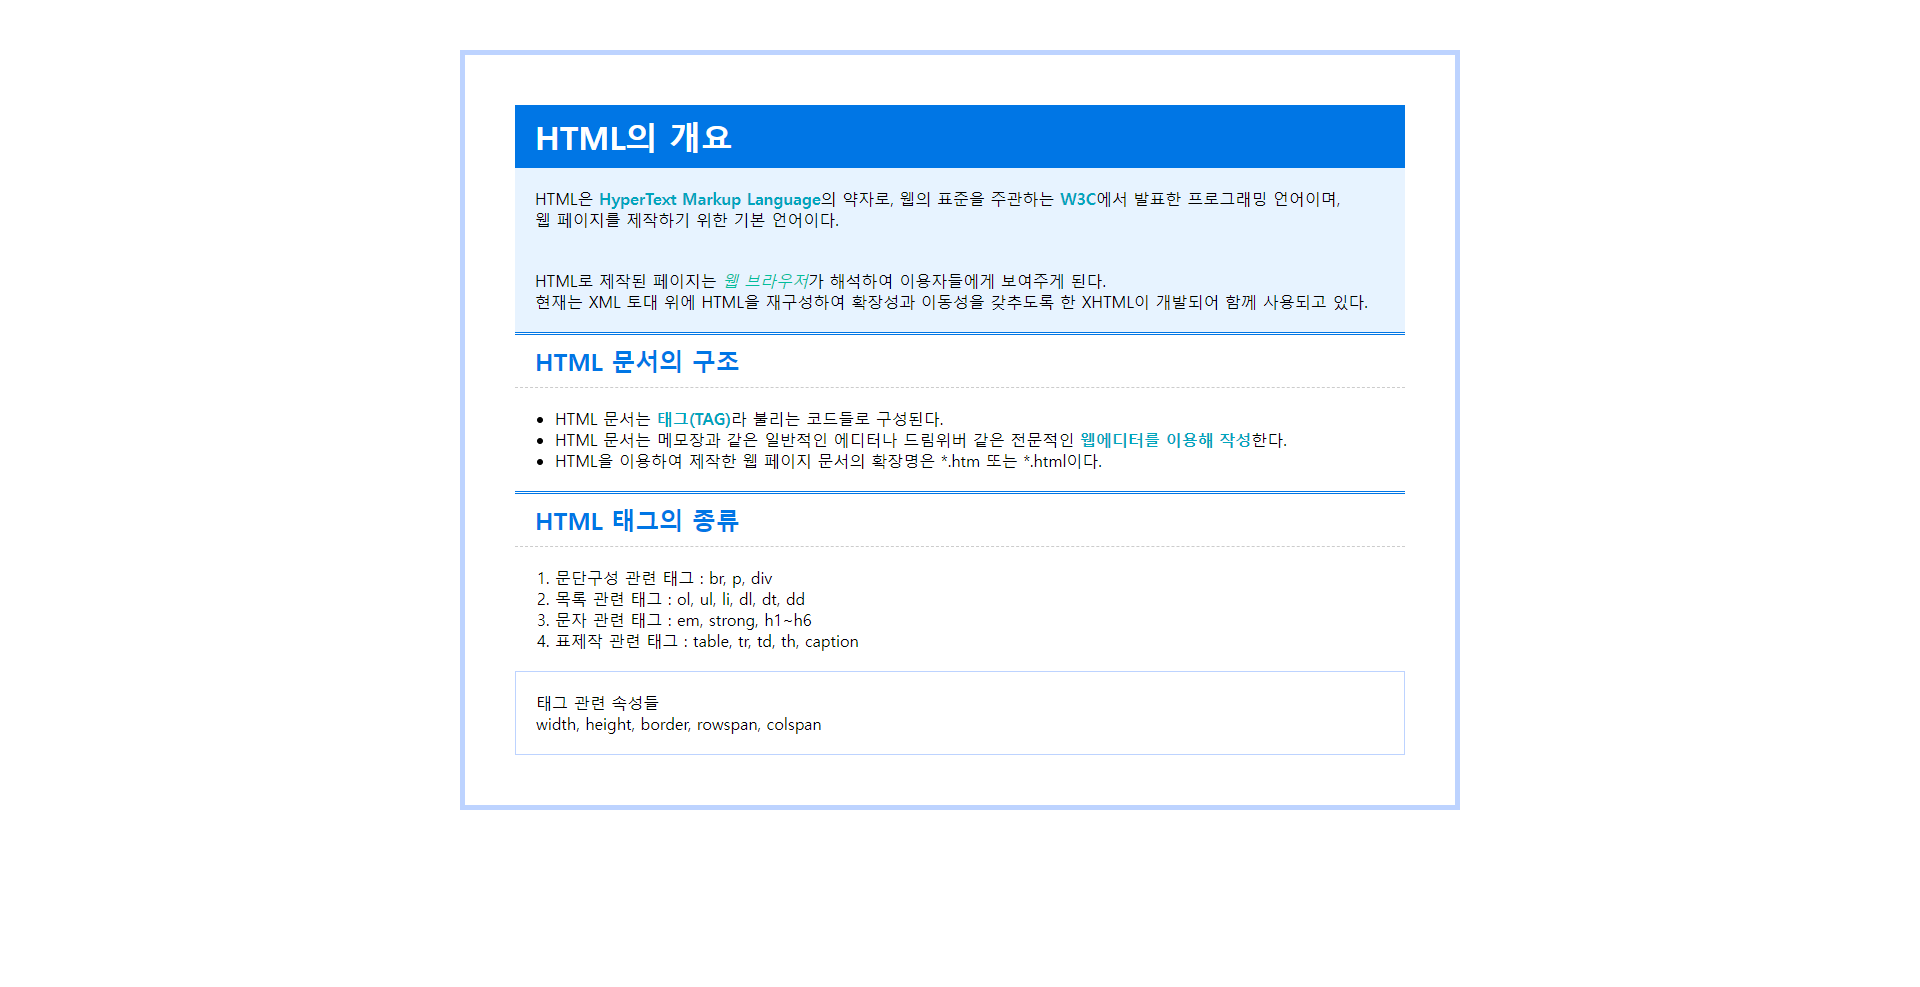 HTML의 개요
HTML은 HyperText Markup Language의 약자로, 웹의 표준을 주관하는 W3C에서 발표한 프로그래밍 언어이며,
웹 페이지를 제작하기 위한 기본 언어이다.
HTML로 제작된 페이지는 웹 브라우저가 해석하여 이용자들에게 보여주게 된다.
현재는 XML 토대 위에 HTML을 재구성하여 확장성과 이동성을 갖추도록 한 XHTML이 개발되어 함께 사용되고 있다.
HTML 문서의 구조
• HTML 문서는 태그(TAG)라 불리는 코드들로 구성된다.
• HTML 문서는 메모장과 같은 일반적인 에디터나 드림위버 같은 전문적인 웹에디터를 이용해 작성한다.
• HTML을 이용하여 제작한 웹 페이지 문서의 확장명은 *.htm 또는 *.html이다.
HTML 태그의 종류
1. 문단구성 관련 태그 : br, p, div
2. 목록 관련 태그 : ol, ul, li, dl, dt, dd
3. 문자 관련 태그 : em, strong, h1~h6
4. 표제작 관련 태그 : table, tr, td, th, caption
태그 관련 속성들
width, height, border, rowspan, colspan